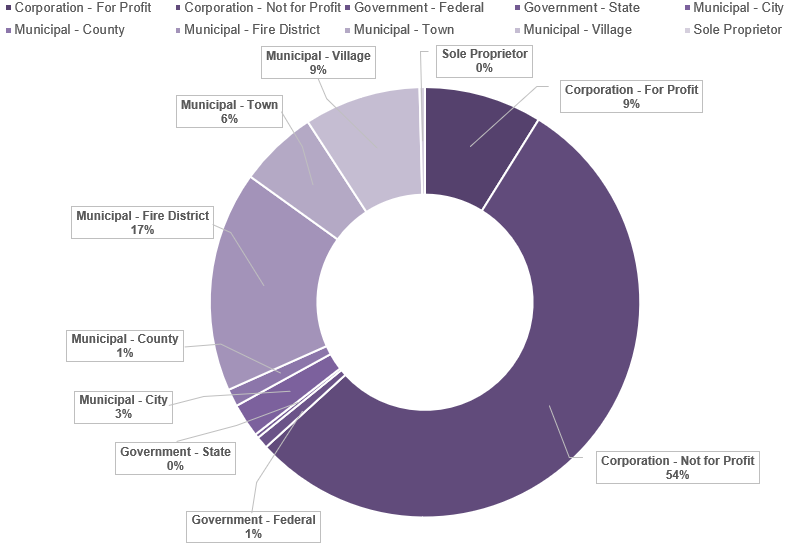 Corporation - For Profit Corporation - Not for Profit Government - Federal Government - State Municipal - City
Municipal - County Municipal - Fire District Municipal - Town Municipal - Village Sole Proprietor
Sole Proprietor
0%
Municipal - Village
9%
Corporation - For Profit
9%
Municipal - Town
6%
Municipal - Fire District
17%
Municipal - County
1%
Municipal - City
3%
Government - State
0%
Corporation - Not for Profit
54%
Government - Federal
1%